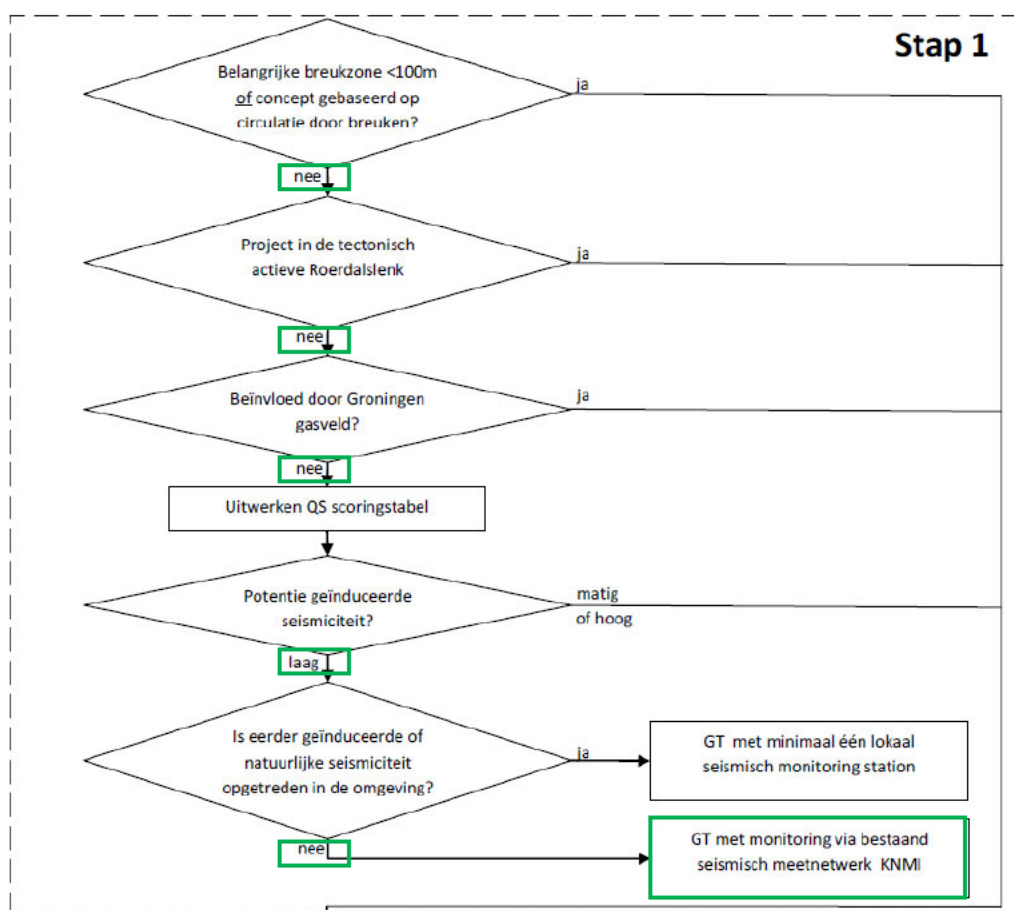 Stap 1
Belangrijke breukzone <100m
of concept gebaseerd op
circulatie door breuken?
ja
nee
Project in de tectonisch
actieve Roerdalslenk
ja
nee
Beïnvloed door Groningen
gasveld?
ja
nee
Uitwerken QS scoringstabel
Potentie geïnduceerde
seismiciteit?
matig
of hoog
laag
Is eerder geïnduceerde of
natuurlijke seismiciteit
opgetreden in de omgeving?
ja
GT met minimaal één lokaal
seismisch monitoring station
nee
GT met monitoring via bestaand
seismisch meetnetwerk KNMI